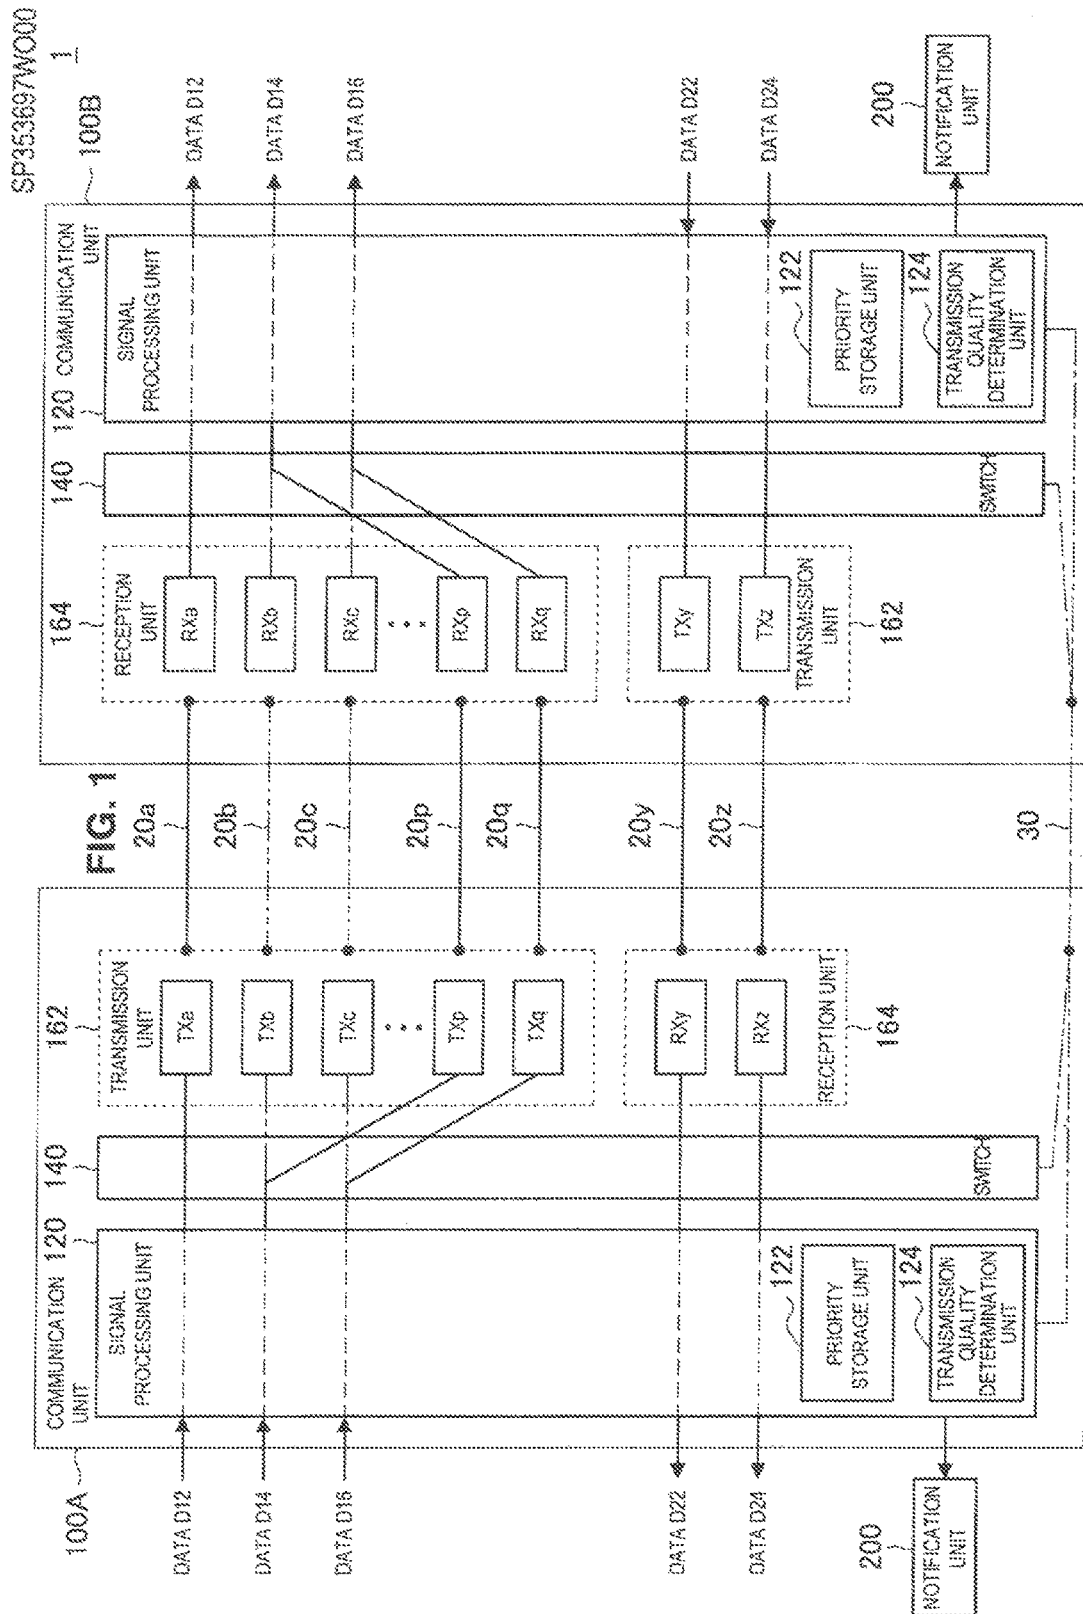 SP353697WO00
FIG. 1
1
100A
COMMUNICATION
UNIT
120
SIGNAL
PROCESSING UNIT
DATA D12
DATA D14
DATA D16
DATA D22
DATA D24
122
PRIORITY
STORAGE UNIT
124
TRANSMISSION
QUALITY
DETERMINATION
UNIT
200
NOTIFICATION
UNIT
140
SWITCH
162
TRANSMISSION
UNIT
TXa
TXb
TXc
TXp
TXq
RXy
RXz
RECEPTION UNIT
164
20a
20b
20c
20p
20q
20y
20z
30
164
RECEPTION
UNIT
RXa
RXb
RXc
RXp
RXq
TXy
TXz
TRANSMISSION
UNIT
162
140
SWITCH
120
COMMUNICATION
UNIT
100B
SIGNAL
PROCESSING UNIT
122
PRIORITY
STORAGE UNIT
124
TRANSMISSION
QUALITY
DETERMINATION
UNIT
DATA D12
DATA D14
DATA D16
DATA D22
DATA D24
200
NOTIFICATION
UNIT